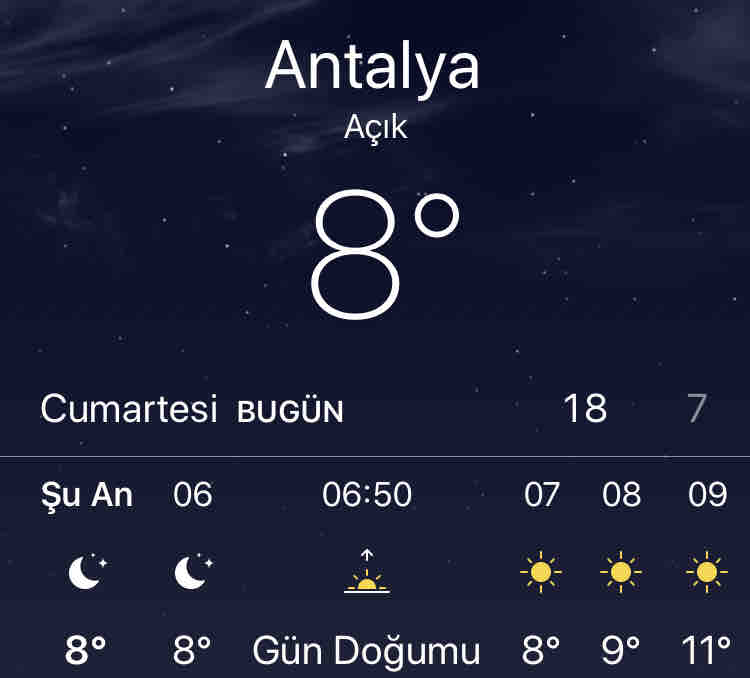 Antalya
Açık
8°
Cumartesi BUGÜN 18 7
Şu An 06 06:50 07 08 09
8° 8° Gün Doğumu 8° 9° 11°